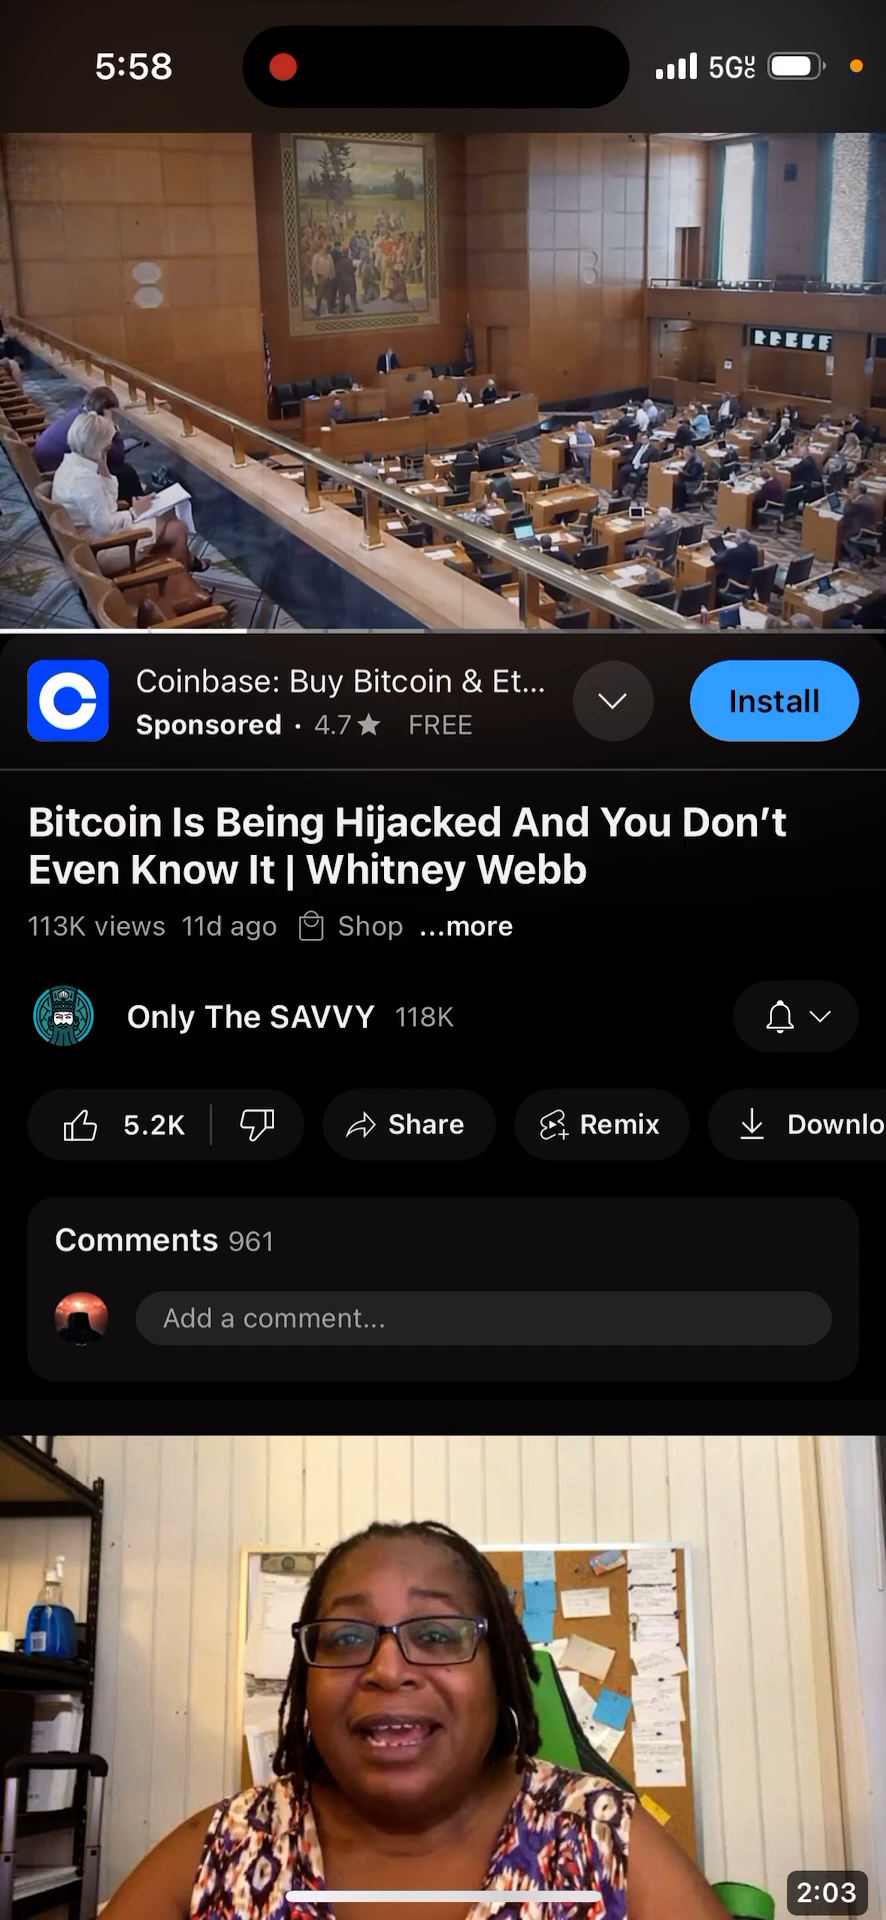 5:58
5Gᵁc
Coinbase: Buy Bitcoin & Et...
Install
Sponsored · 4.7★ FREE
Bitcoin Is Being Hijacked And You Don’t
Even Know It | Whitney Webb
113K views 11d ago Shop ...more
Only The SAVVY 118K
5.2K Share Remix Downlo
Comments 961
Add a comment...
2:03